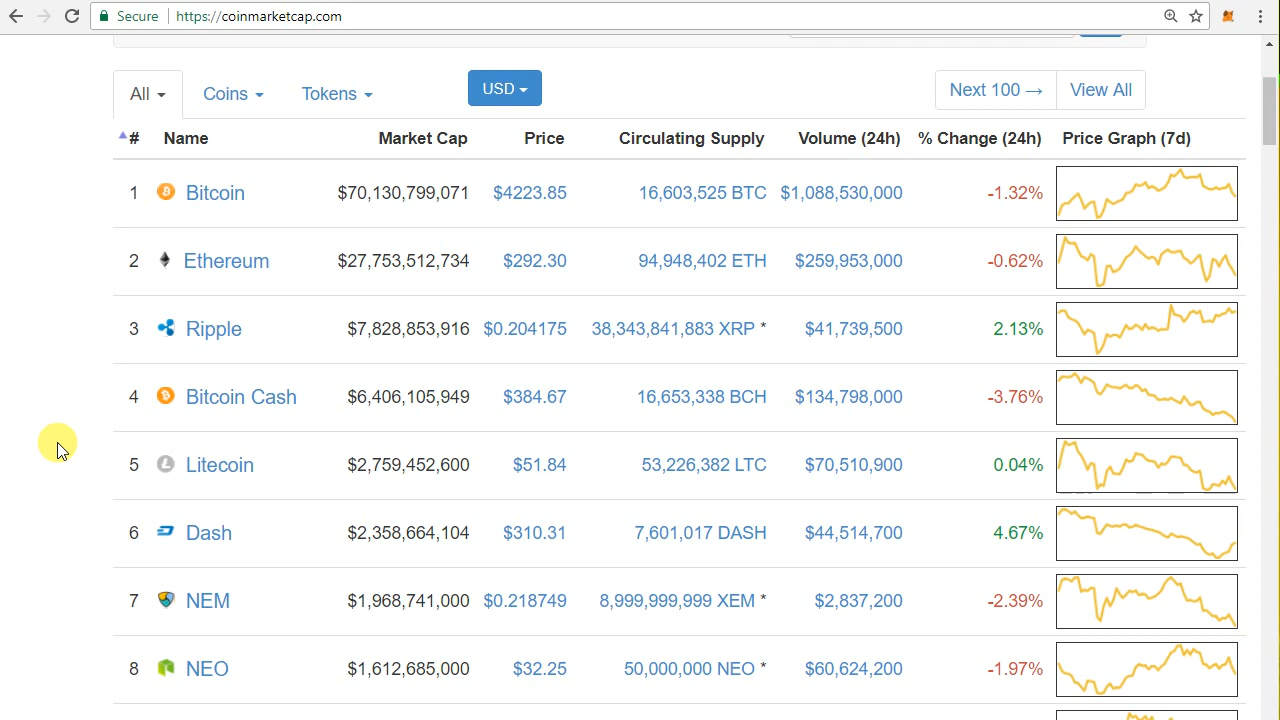 Secure https://coinmarketcap.com
All Coins Tokens USD Next 100 → View All
# Name Market Cap Price Circulating Supply Volume (24h) % Change (24h) Price Graph (7d)
1 Bitcoin $70,130,799,071 $4223.85 16,603,525 BTC $1,088,530,000 -1.32%
2 Ethereum $27,753,512,734 $292.30 94,948,402 ETH $259,953,000 -0.62%
3 Ripple $7,828,853,916 $0.204175 38,343,841,883 XRP * $41,739,500 2.13%
4 Bitcoin Cash $6,406,105,949 $384.67 16,653,338 BCH $134,798,000 -3.76%
5 Litecoin $2,759,452,600 $51.84 53,226,382 LTC $70,510,900 0.04%
6 Dash $2,358,664,104 $310.31 7,601,017 DASH $44,514,700 4.67%
7 NEM $1,968,741,000 $0.218749 8,999,999,999 XEM * $2,837,200 -2.39%
8 NEO $1,612,685,000 $32.25 50,000,000 NEO * $60,624,200 -1.97%